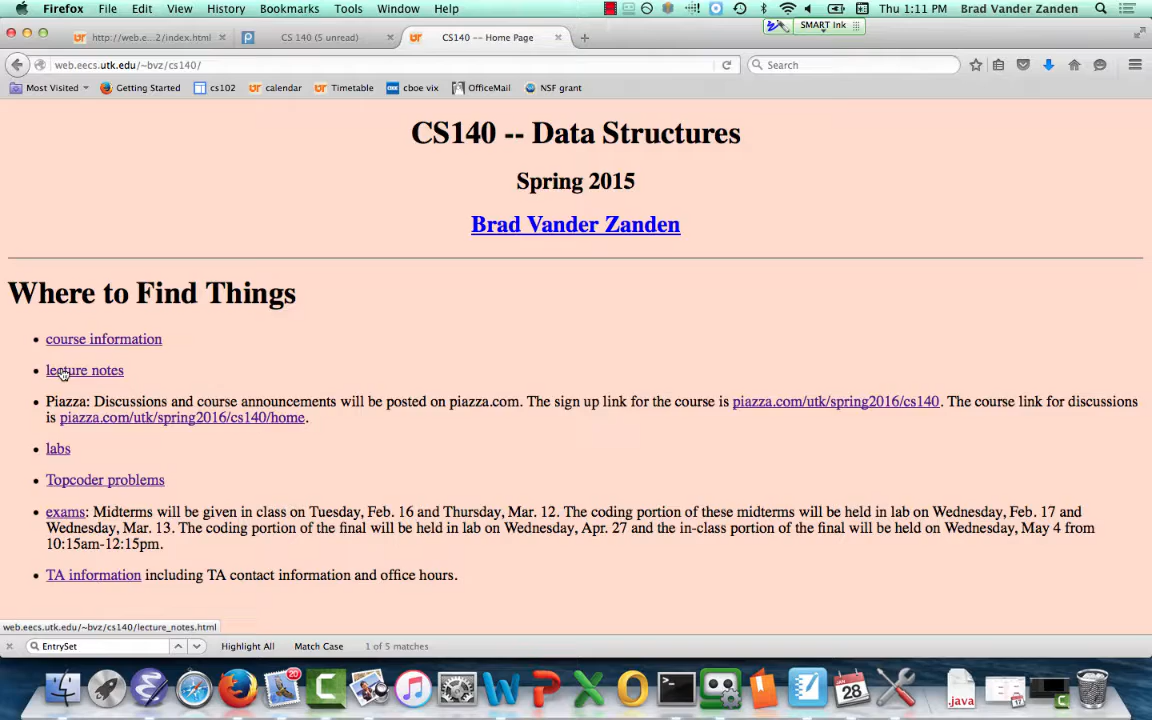 Firefox File Edit View History Bookmarks Tools Window Help Thu 1:11 PM Brad Vander Zanden
SMART Ink
http://web.e...2/index.html × CS 140 (5 unread) × CS140 -- Home Page × +
web.eecs.utk.edu/~bvz/cs140/ Search
Most Visited Getting Started cs102 calendar Timetable cboe vix OfficeMail NSF grant
CS140 -- Data Structures
Spring 2015
Brad Vander Zanden
Where to Find Things
• course information
• lecture notes
• Piazza: Discussions and course announcements will be posted on piazza.com. The sign up link for the course is piazza.com/utk/spring2016/cs140. The course link for discussions
is piazza.com/utk/spring2016/cs140/home.
• labs
• Topcoder problems
• exams: Midterms will be given in class on Tuesday, Feb. 16 and Thursday, Mar. 12. The coding portion of these midterms will be held in lab on Wednesday, Feb. 17 and
Wednesday, Mar. 13. The coding portion of the final will be held in lab on Wednesday, Apr. 27 and the in-class portion of the final will be held on Wednesday, May 4 from
10:15am-12:15pm.
• TA information including TA contact information and office hours.
web.eecs.utk.edu/~bvz/cs140/lecture_notes.html
EntrySet Highlight All Match Case 1 of 5 matches
20
28
.java
17